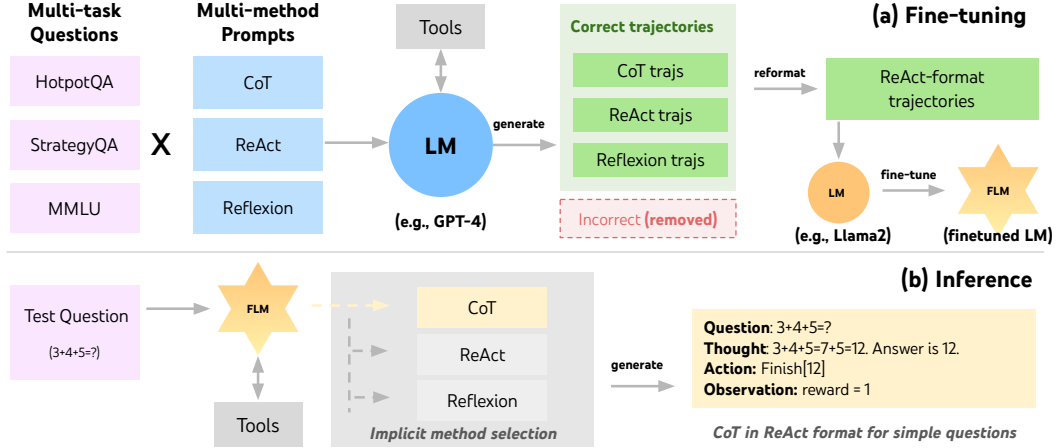 Multi-task
Questions
HotpotQA
StrategyQA
MMLU
X
Multi-method
Prompts
CoT
ReAct
Reflexion
Tools
LM
(e.g., GPT-4)
generate
Correct trajectories
CoT trajs
ReAct trajs
Reflexion trajs
Incorrect (removed)
(a) Fine-tuning
reformat
ReAct-format
trajectories
LM
(e.g., Llama2)
fine-tune
FLM
(finetuned LM)
(b) Inference
Test Question
(3+4+5=?)
FLM
Tools
CoT
ReAct
Reflexion
Implicit method selection
generate
Question: 3+4+5=?
Thought: 3+4+5=7+5=12. Answer is 12.
Action: Finish[12]
Observation: reward = 1
CoT in ReAct format for simple questions